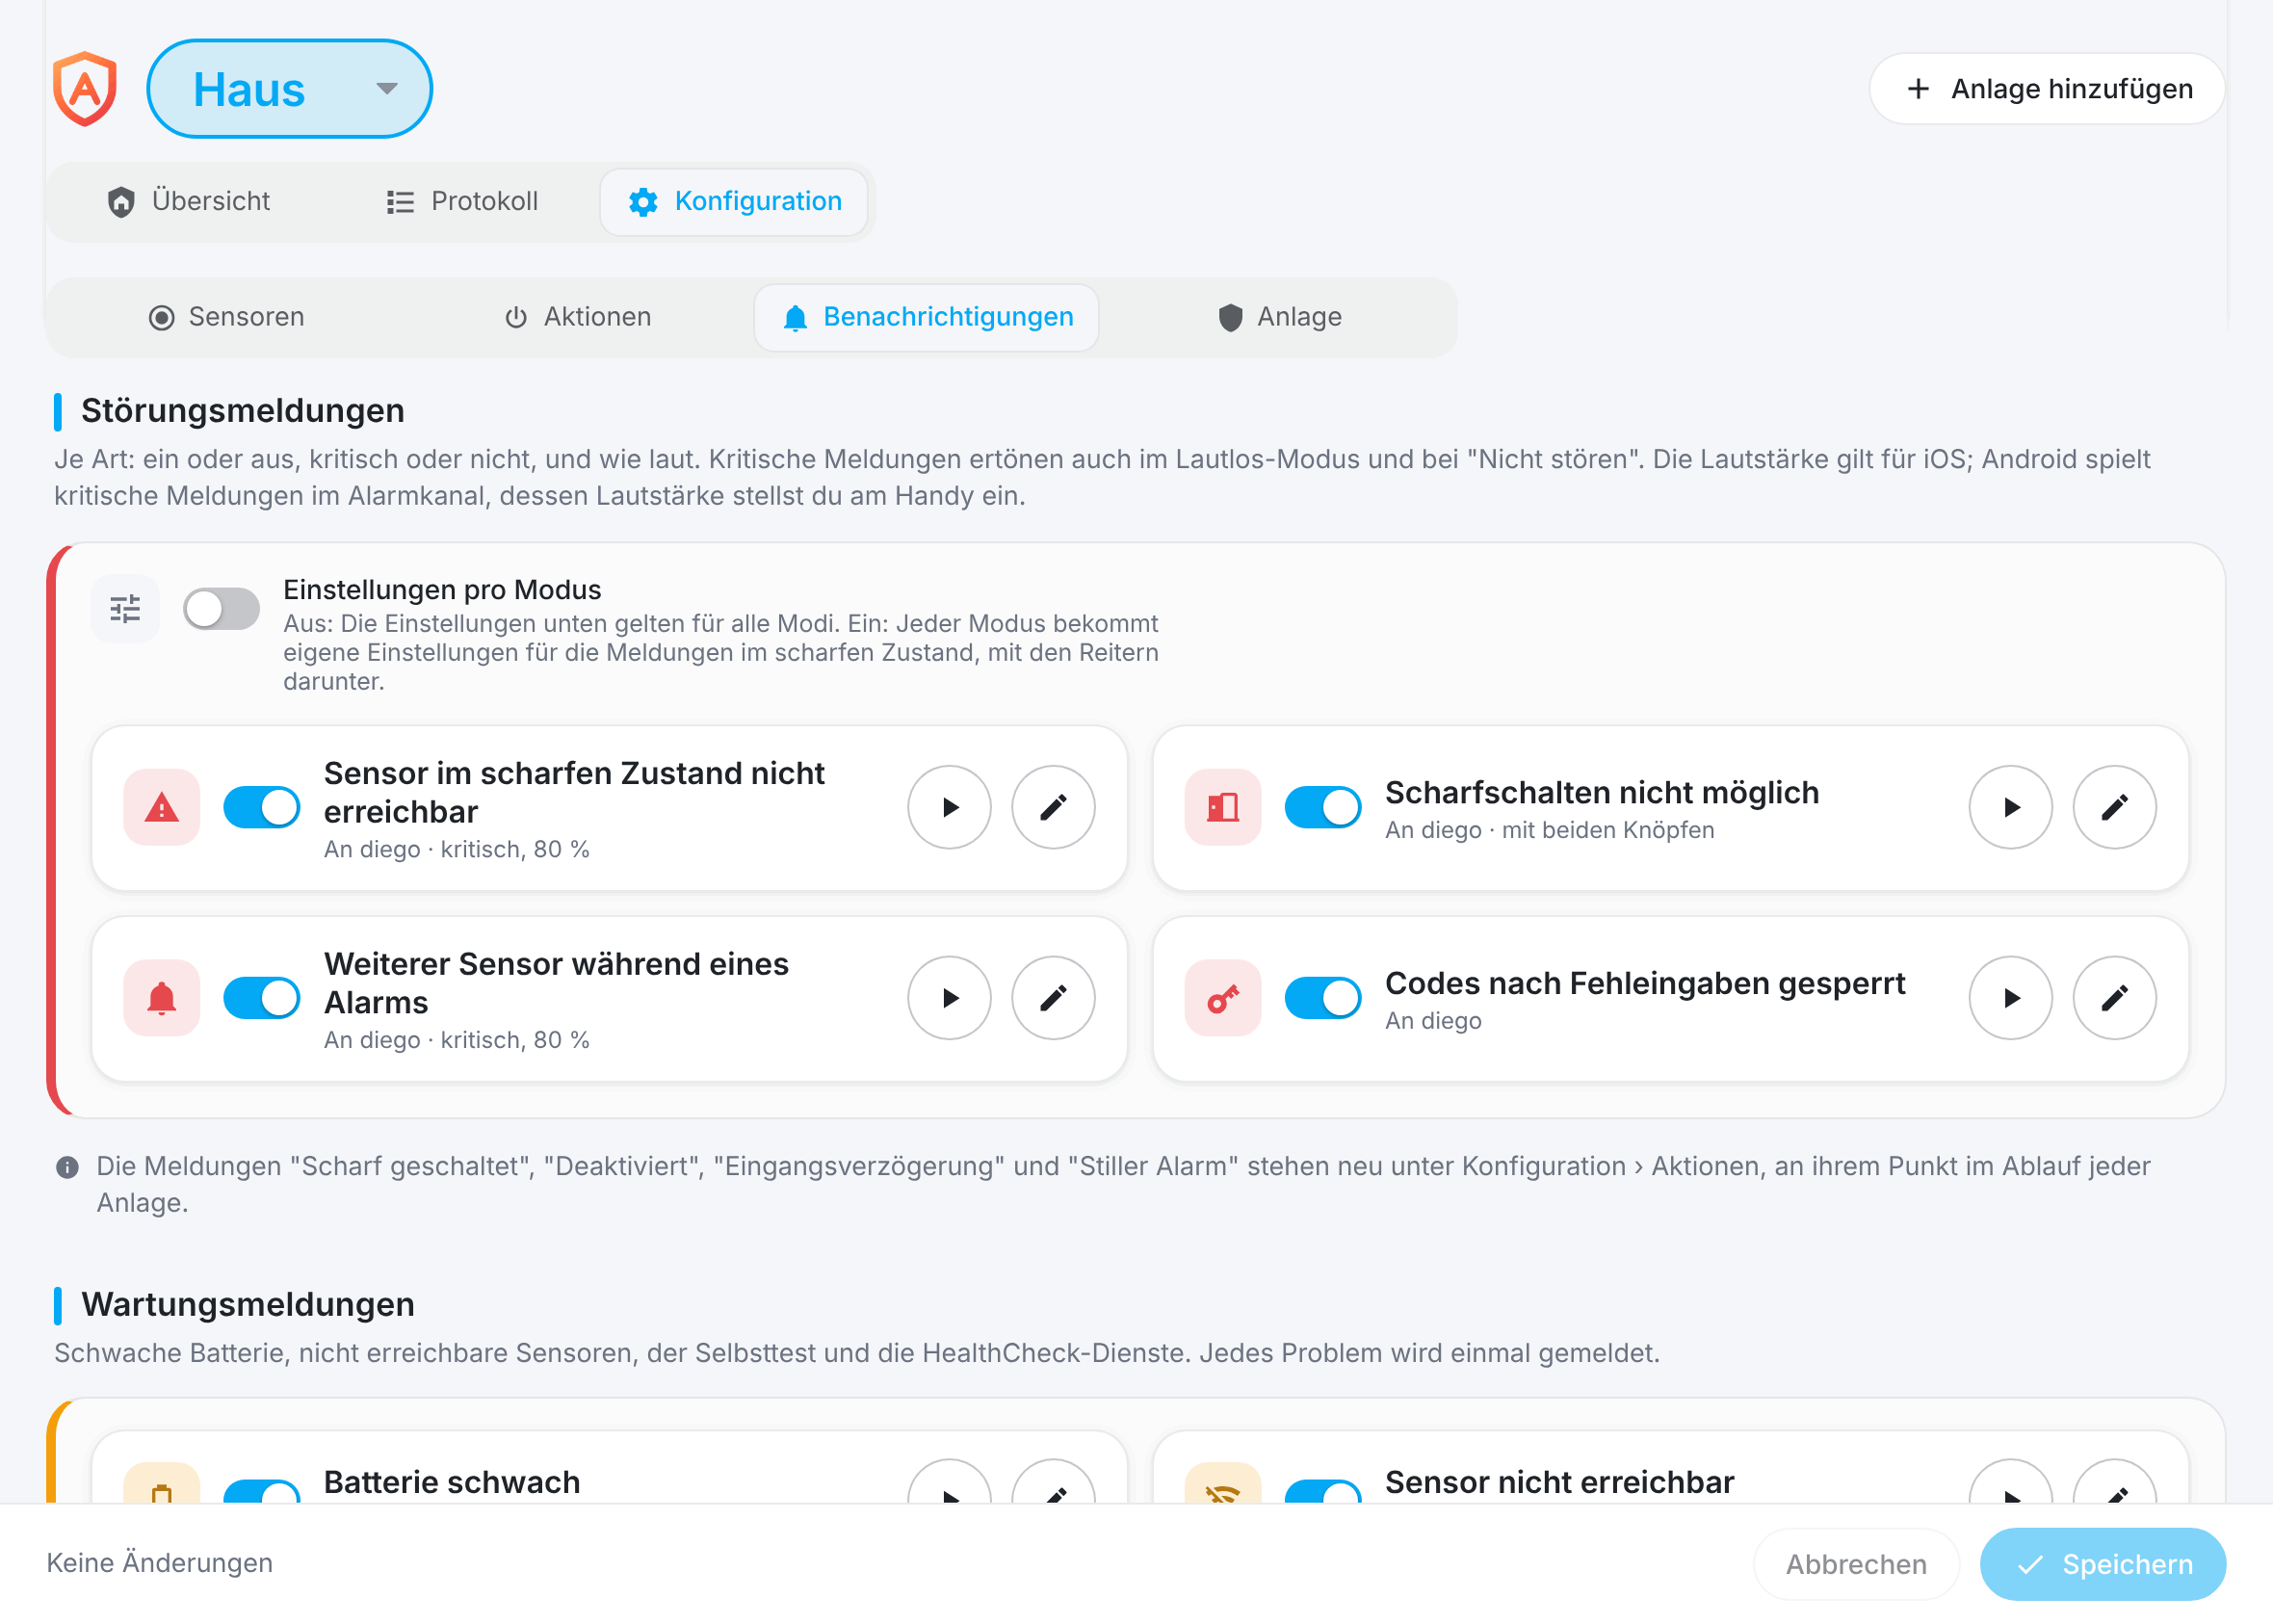 Haus
Anlage hinzufügen
Übersicht
Protokoll
Konfiguration
Sensoren
Aktionen
Benachrichtigungen
Anlage
Störungsmeldungen
Je Art: ein oder aus, kritisch oder nicht, und wie laut. Kritische Meldungen ertönen auch im Lautlos-Modus und bei "Nicht stören". Die Lautstärke gilt für iOS; Android spielt
kritische Meldungen im Alarmkanal, dessen Lautstärke stellst du am Handy ein.
Einstellungen pro Modus
Aus: Die Einstellungen unten gelten für alle Modi. Ein: Jeder Modus bekommt
eigene Einstellungen für die Meldungen im scharfen Zustand, mit den Reitern
darunter.
Sensor im scharfen Zustand nicht
erreichbar
An diego · kritisch, 80 %
Scharfschalten nicht möglich
An diego · mit beiden Knöpfen
Weiterer Sensor während eines
Alarms
An diego · kritisch, 80 %
Codes nach Fehleingaben gesperrt
An diego
Die Meldungen "Scharf geschaltet", "Deaktiviert", "Eingangsverzögerung" und "Stiller Alarm" stehen neu unter Konfiguration › Aktionen, an ihrem Punkt im Ablauf jeder
Anlage.
Wartungsmeldungen
Schwache Batterie, nicht erreichbare Sensoren, der Selbsttest und die HealthCheck-Dienste. Jedes Problem wird einmal gemeldet.
Batterie schwach
Sensor nicht erreichbar
Keine Änderungen
Abbrechen
Speichern